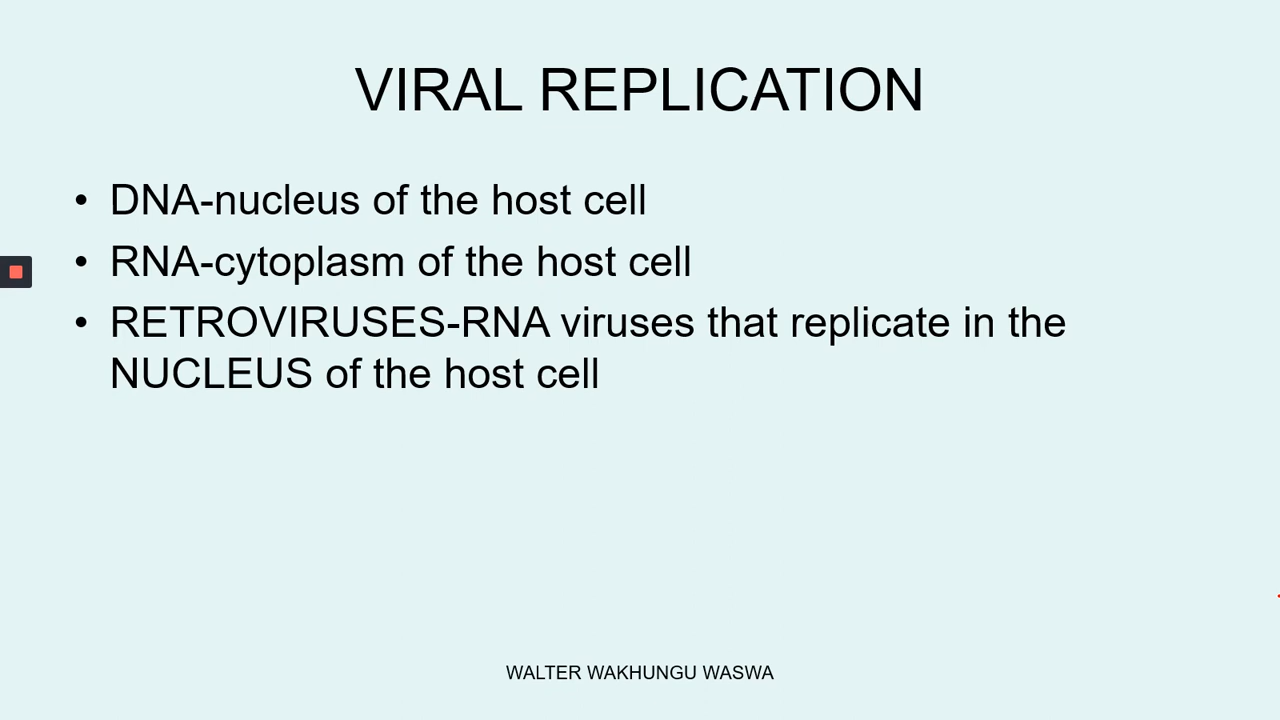 VIRAL REPLICATION
• DNA-nucleus of the host cell
• RNA-cytoplasm of the host cell
• RETROVIRUSES-RNA viruses that replicate in the
NUCLEUS of the host cell
WALTER WAKHUNGU WASWA